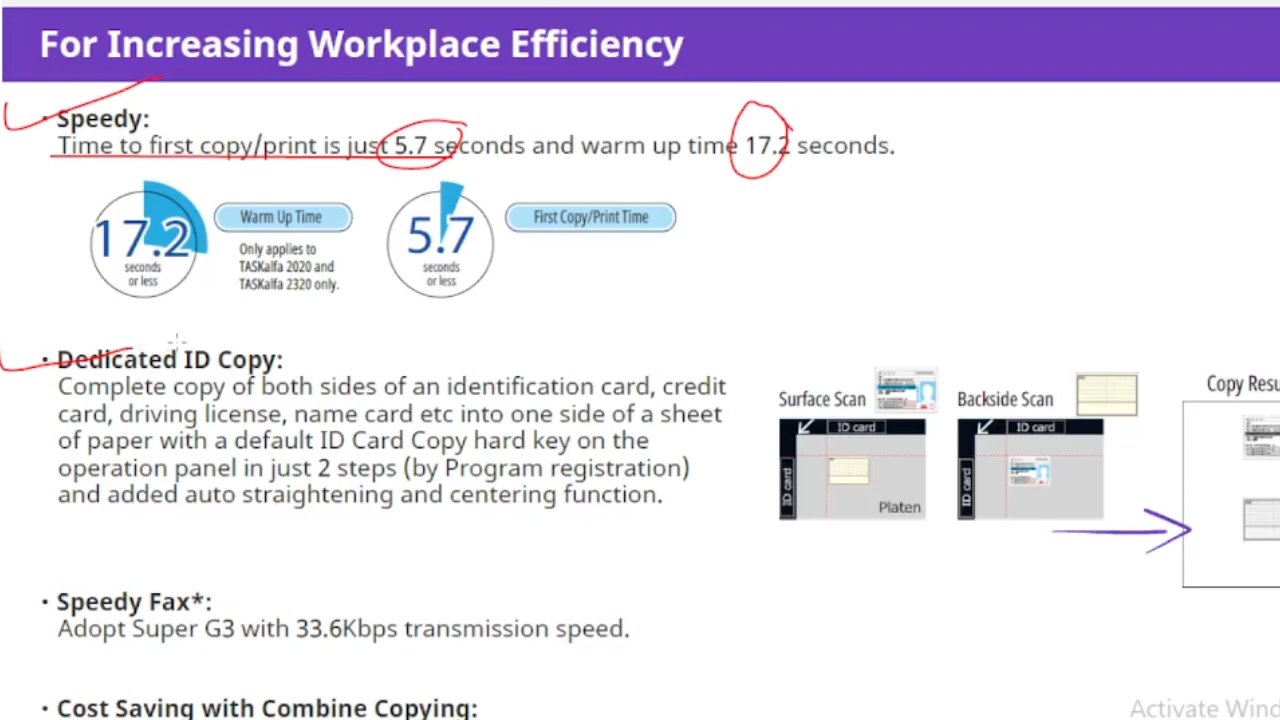 For Increasing Workplace Efficiency
• Speedy:
Time to first copy/print is just 5.7 seconds and warm up time 17.2 seconds.
17.2
seconds
or less
Warm Up Time
Only applies to
TASKalfa 2020 and
TASKalfa 2320 only.
5.7
seconds
or less
First Copy/Print Time
• Dedicated ID Copy:
Complete copy of both sides of an identification card, credit
card, driving license, name card etc into one side of a sheet
of paper with a default ID Card Copy hard key on the
operation panel in just 2 steps (by Program registration)
and added auto straightening and centering function.
Surface Scan
ID card
ID card
Platen
Backside Scan
ID card
ID card
Copy Resu
• Speedy Fax*:
Adopt Super G3 with 33.6Kbps transmission speed.
• Cost Saving with Combine Copying:
Activate Wind